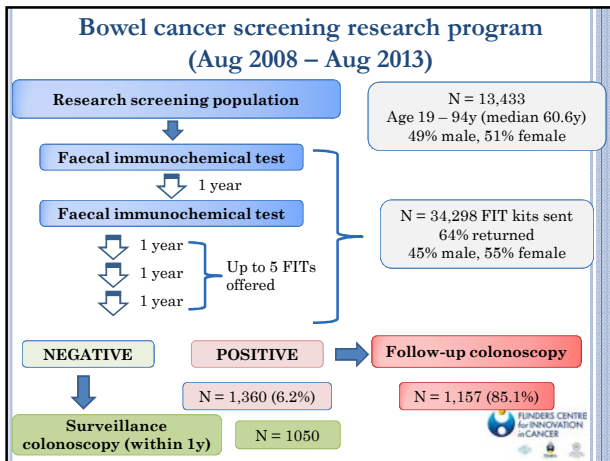 Bowel cancer screening research program
(Aug 2008 – Aug 2013)
Research screening population
N = 13,433
Age 19 – 94y (median 60.6y)
49% male, 51% female
Faecal immunochemical test
1 year
Faecal immunochemical test
N = 34,298 FIT kits sent
64% returned
45% male, 55% female
1 year
1 year
1 year
Up to 5 FITs
offered
NEGATIVE
POSITIVE
Follow-up colonoscopy
N = 1,360 (6.2%)
N = 1,157 (85.1%)
Surveillance
colonoscopy (within 1y)
N = 1050
FLINDERS CENTRE
for INNOVATION
in CANCER